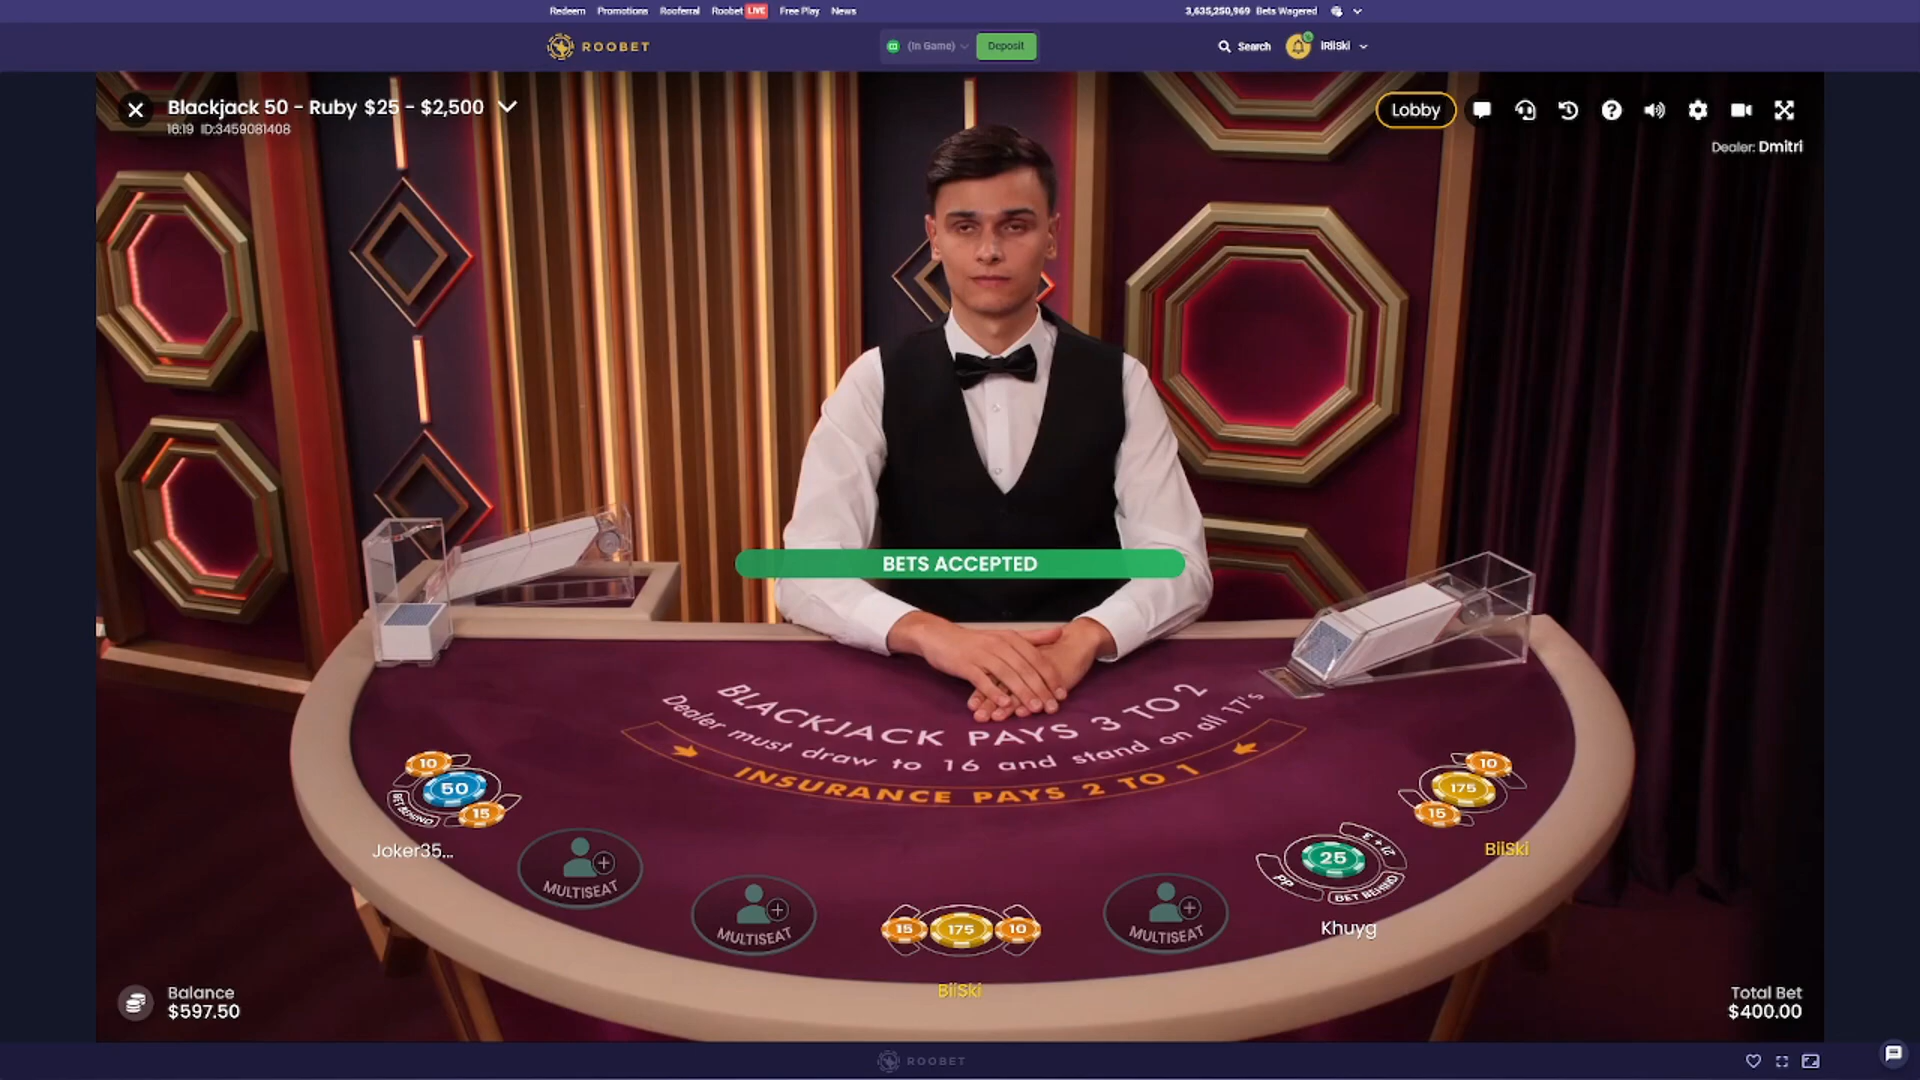 Redeem Promotions Rooferral Roobet LIVE Free Play News
3,635,250,969 Bets Wagered
ROOBET
(In Game) Deposit
Search
Blackjack 50 - Ruby $25 - $2,500
16:19 ID:3459081408
Lobby
Dealer: Dmitri
BETS ACCEPTED
BLACKJACK PAYS 3 TO 2
Dealer must draw to 16 and stand on all 17's
INSURANCE PAYS 2 TO 1
10
50
15
BET BEHIND
Joker35...
MULTISEAT
MULTISEAT
15 175 10
BiiSki
MULTISEAT
21+3
25
PP
BET BEHIND
Khuyg
10
175
15
BiiSki
Balance
$597.50
Total Bet
$400.00
ROOBET